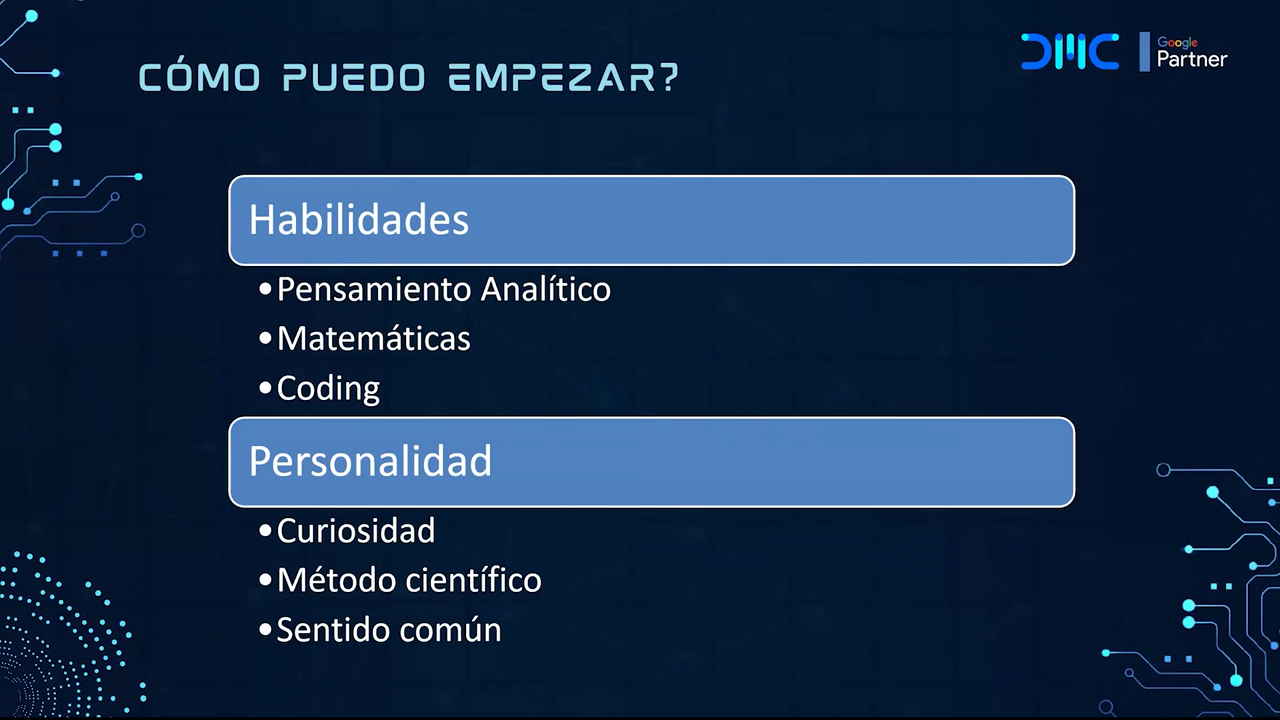 CÓMO PUEDO EMPEZAR?
DMC
Google
Partner
Habilidades
•Pensamiento Analítico
•Matemáticas
•Coding
Personalidad
•Curiosidad
•Método científico
•Sentido común